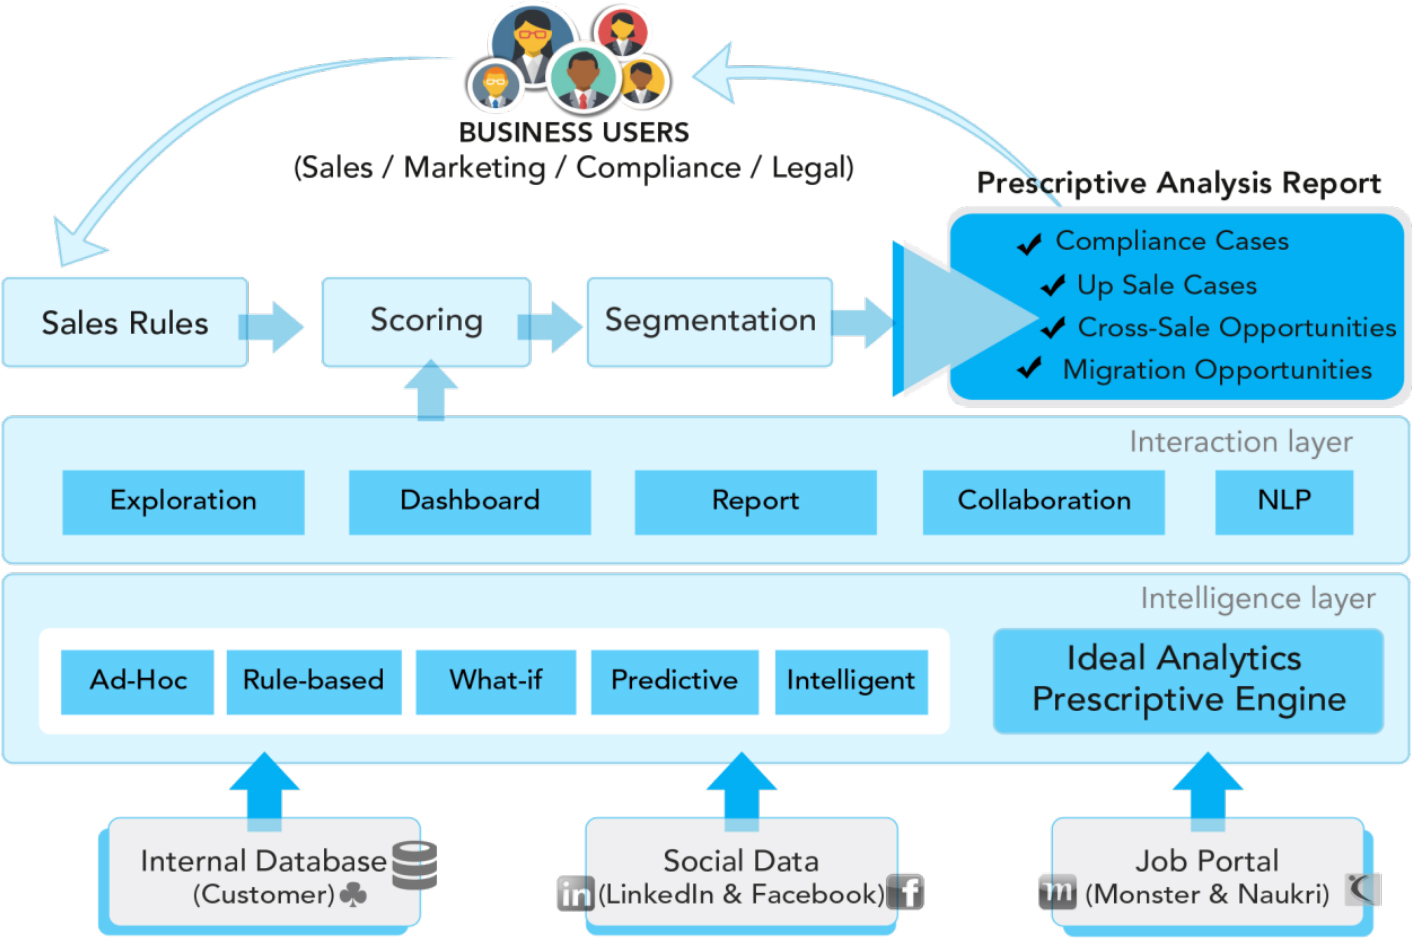 BUSINESS USERS
(Sales / Marketing / Compliance / Legal)
Prescriptive Analysis Report
Compliance Cases
Up Sale Cases
Cross-Sale Opportunities
Migration Opportunities
Sales Rules
Scoring
Segmentation
Interaction layer
Exploration
Dashboard
Report
Collaboration
NLP
Intelligence layer
Ad-Hoc
Rule-based
What-if
Predictive
Intelligent
Ideal Analytics
Prescriptive Engine
Internal Database
(Customer)
Social Data
in
(LinkedIn & Facebook)
f
Job Portal
m
(Monster & Naukri)